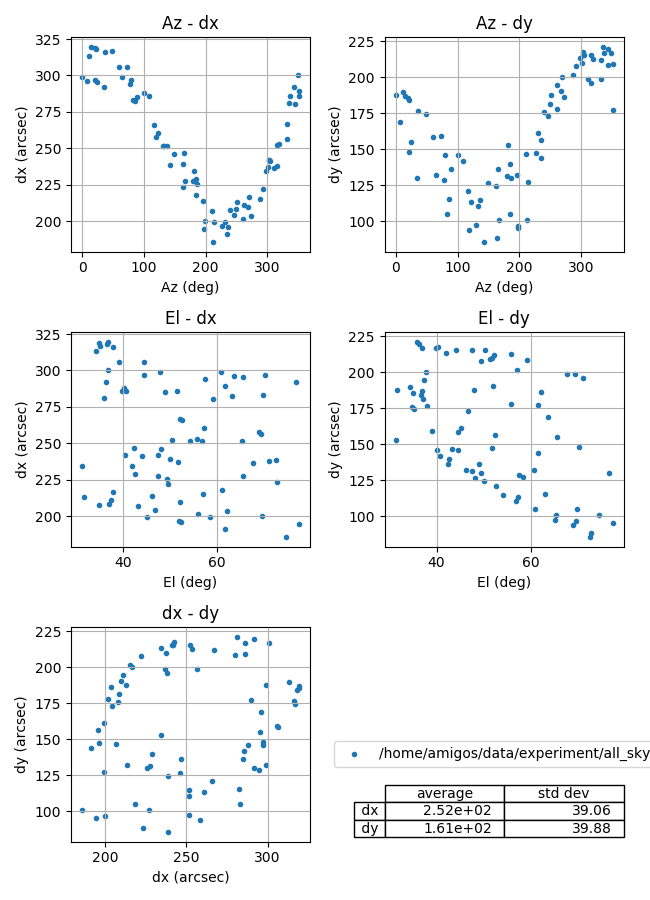 Az - dx
325
300
275
250
225
200
dx (arcsec)
0
100
200
300
Az (deg)
Az - dy
225
200
175
150
125
100
dy (arcsec)
0
100
200
300
Az (deg)
El - dx
325
300
275
250
225
200
dx (arcsec)
40
60
El (deg)
El - dy
225
200
175
150
125
100
dy (arcsec)
40
60
El (deg)
dx - dy
225
200
175
150
125
100
dy (arcsec)
200
250
300
dx (arcsec)
/home/amigos/data/experiment/all_sky
average std dev
dx 2.52e+02 39.06
dy 1.61e+02 39.88